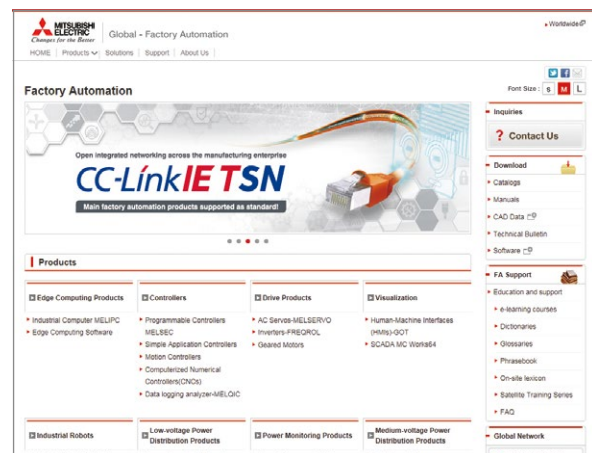 MITSUBISHI
ELECTRIC
Changes for the Better
Global - Factory Automation
Worldwide
HOME
Products
Solutions
Support
About Us
Factory Automation
Font Size : S M L
Open integrated networking across the manufacturing enterprise
CC-Link IE TSN
Main factory automation products supported as standard!
Products
Edge Computing Products
Industrial Computer MELIPC
Edge Computing Software
Controllers
Programmable Controllers
MELSEC
Simple Application Controllers
Motion Controllers
Computerized Numerical
Controllers(CNCs)
Data logging analyzer-MELQIC
Drive Products
AC Servos-MELSERVO
Inverters-FREQROL
Geared Motors
Visualization
Human-Machine Interfaces
(HMIs)-GOT
SCADA MC Works64
Industrial Robots
Low-voltage Power
Distribution Products
Power Monitoring Products
Medium-voltage Power
Distribution Products
Inquiries
? Contact Us
Download
Catalogs
Manuals
CAD Data
Technical Bulletin
Software
FA Support
Education and support
e-learning courses
Dictionaries
Glossaries
Phrasebook
On-site lexicon
Satellite Training Series
FAQ
Global Network